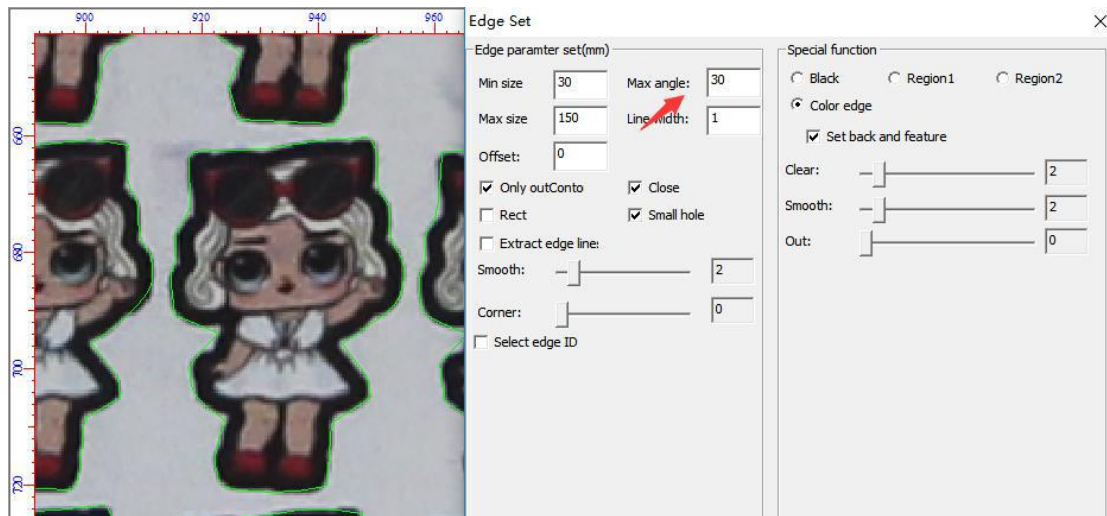 900 920 940 960
660
680
700
720
Edge Set
Edge paramter set(mm)
Min size 30 Max angle: 30
Max size 150 Line width: 1
Offset: 0
Only outConto Close
Rect Small hole
Extract edge line:
Smooth: 2
Corner: 0
Select edge ID
Special function
Black Region1 Region2
Color edge
Set back and feature
Clear: 2
Smooth: 2
Out: 0